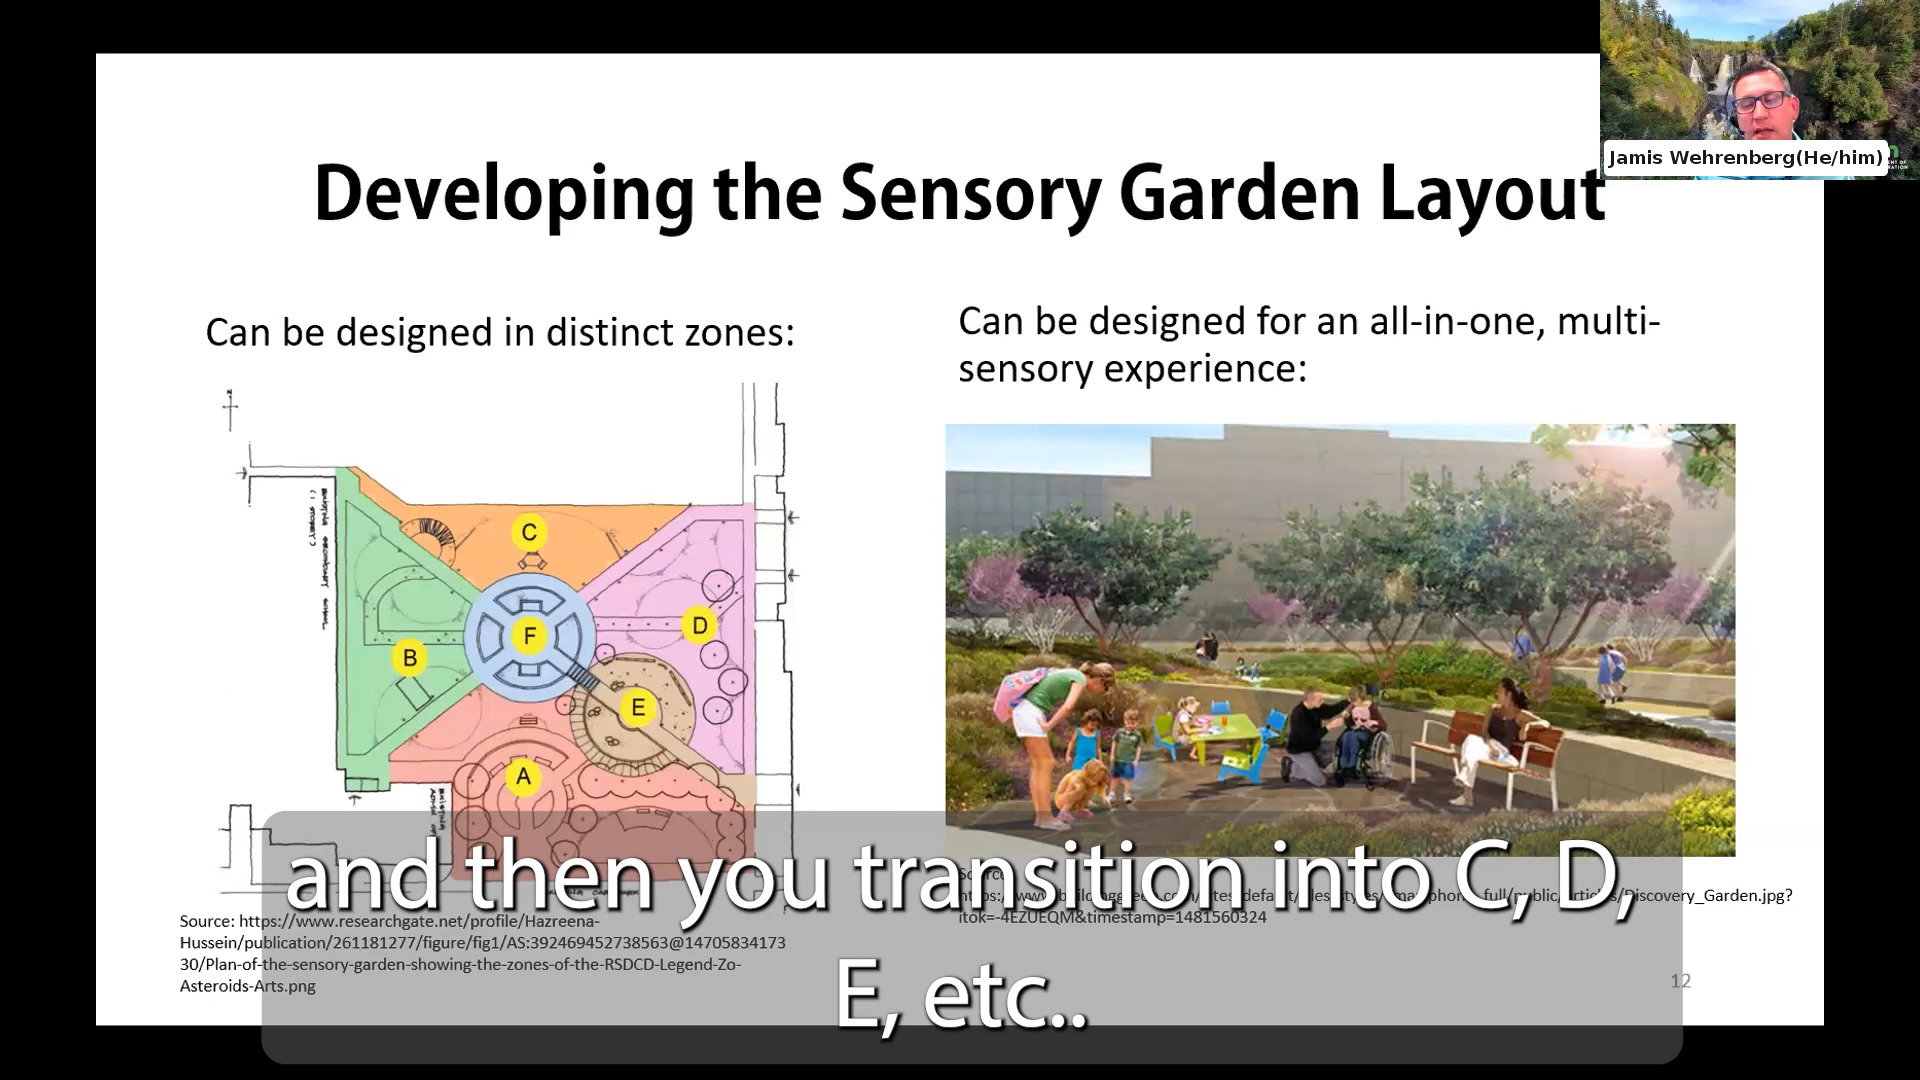 Jamis Wehrenberg(He/him)
Developing the Sensory Garden Layout
Can be designed in distinct zones:
C
F
D
B
E
A
Source: https://www.researchgate.net/profile/Hazreena-
Hussein/publication/261181277/figure/fig1/AS:392469452738563@14705834173
30/Plan-of-the-sensory-garden-showing-the-zones-of-the-RSDCD-Legend-Zo-
Asteroids-Arts.png
Can be designed for an all-in-one, multi-
sensory experience:
itok=-4EZUEQM&timestamp=1481560324
12
and then you transition into C, D,
E, etc..